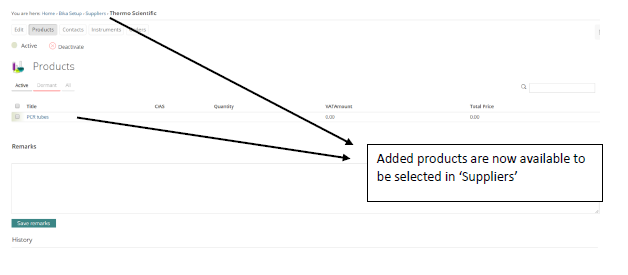 You are here: Home › Bika Setup › Suppliers › Thermo Scientific
Edit Products Contacts Instruments
Active Deactivate
Products
Active Dormant All
Title CAS Quantity VATAmount Total Price
PCR tubes 0.00 0.00
Remarks
Added products are now available to
be selected in ‘Suppliers’
Save remarks
History